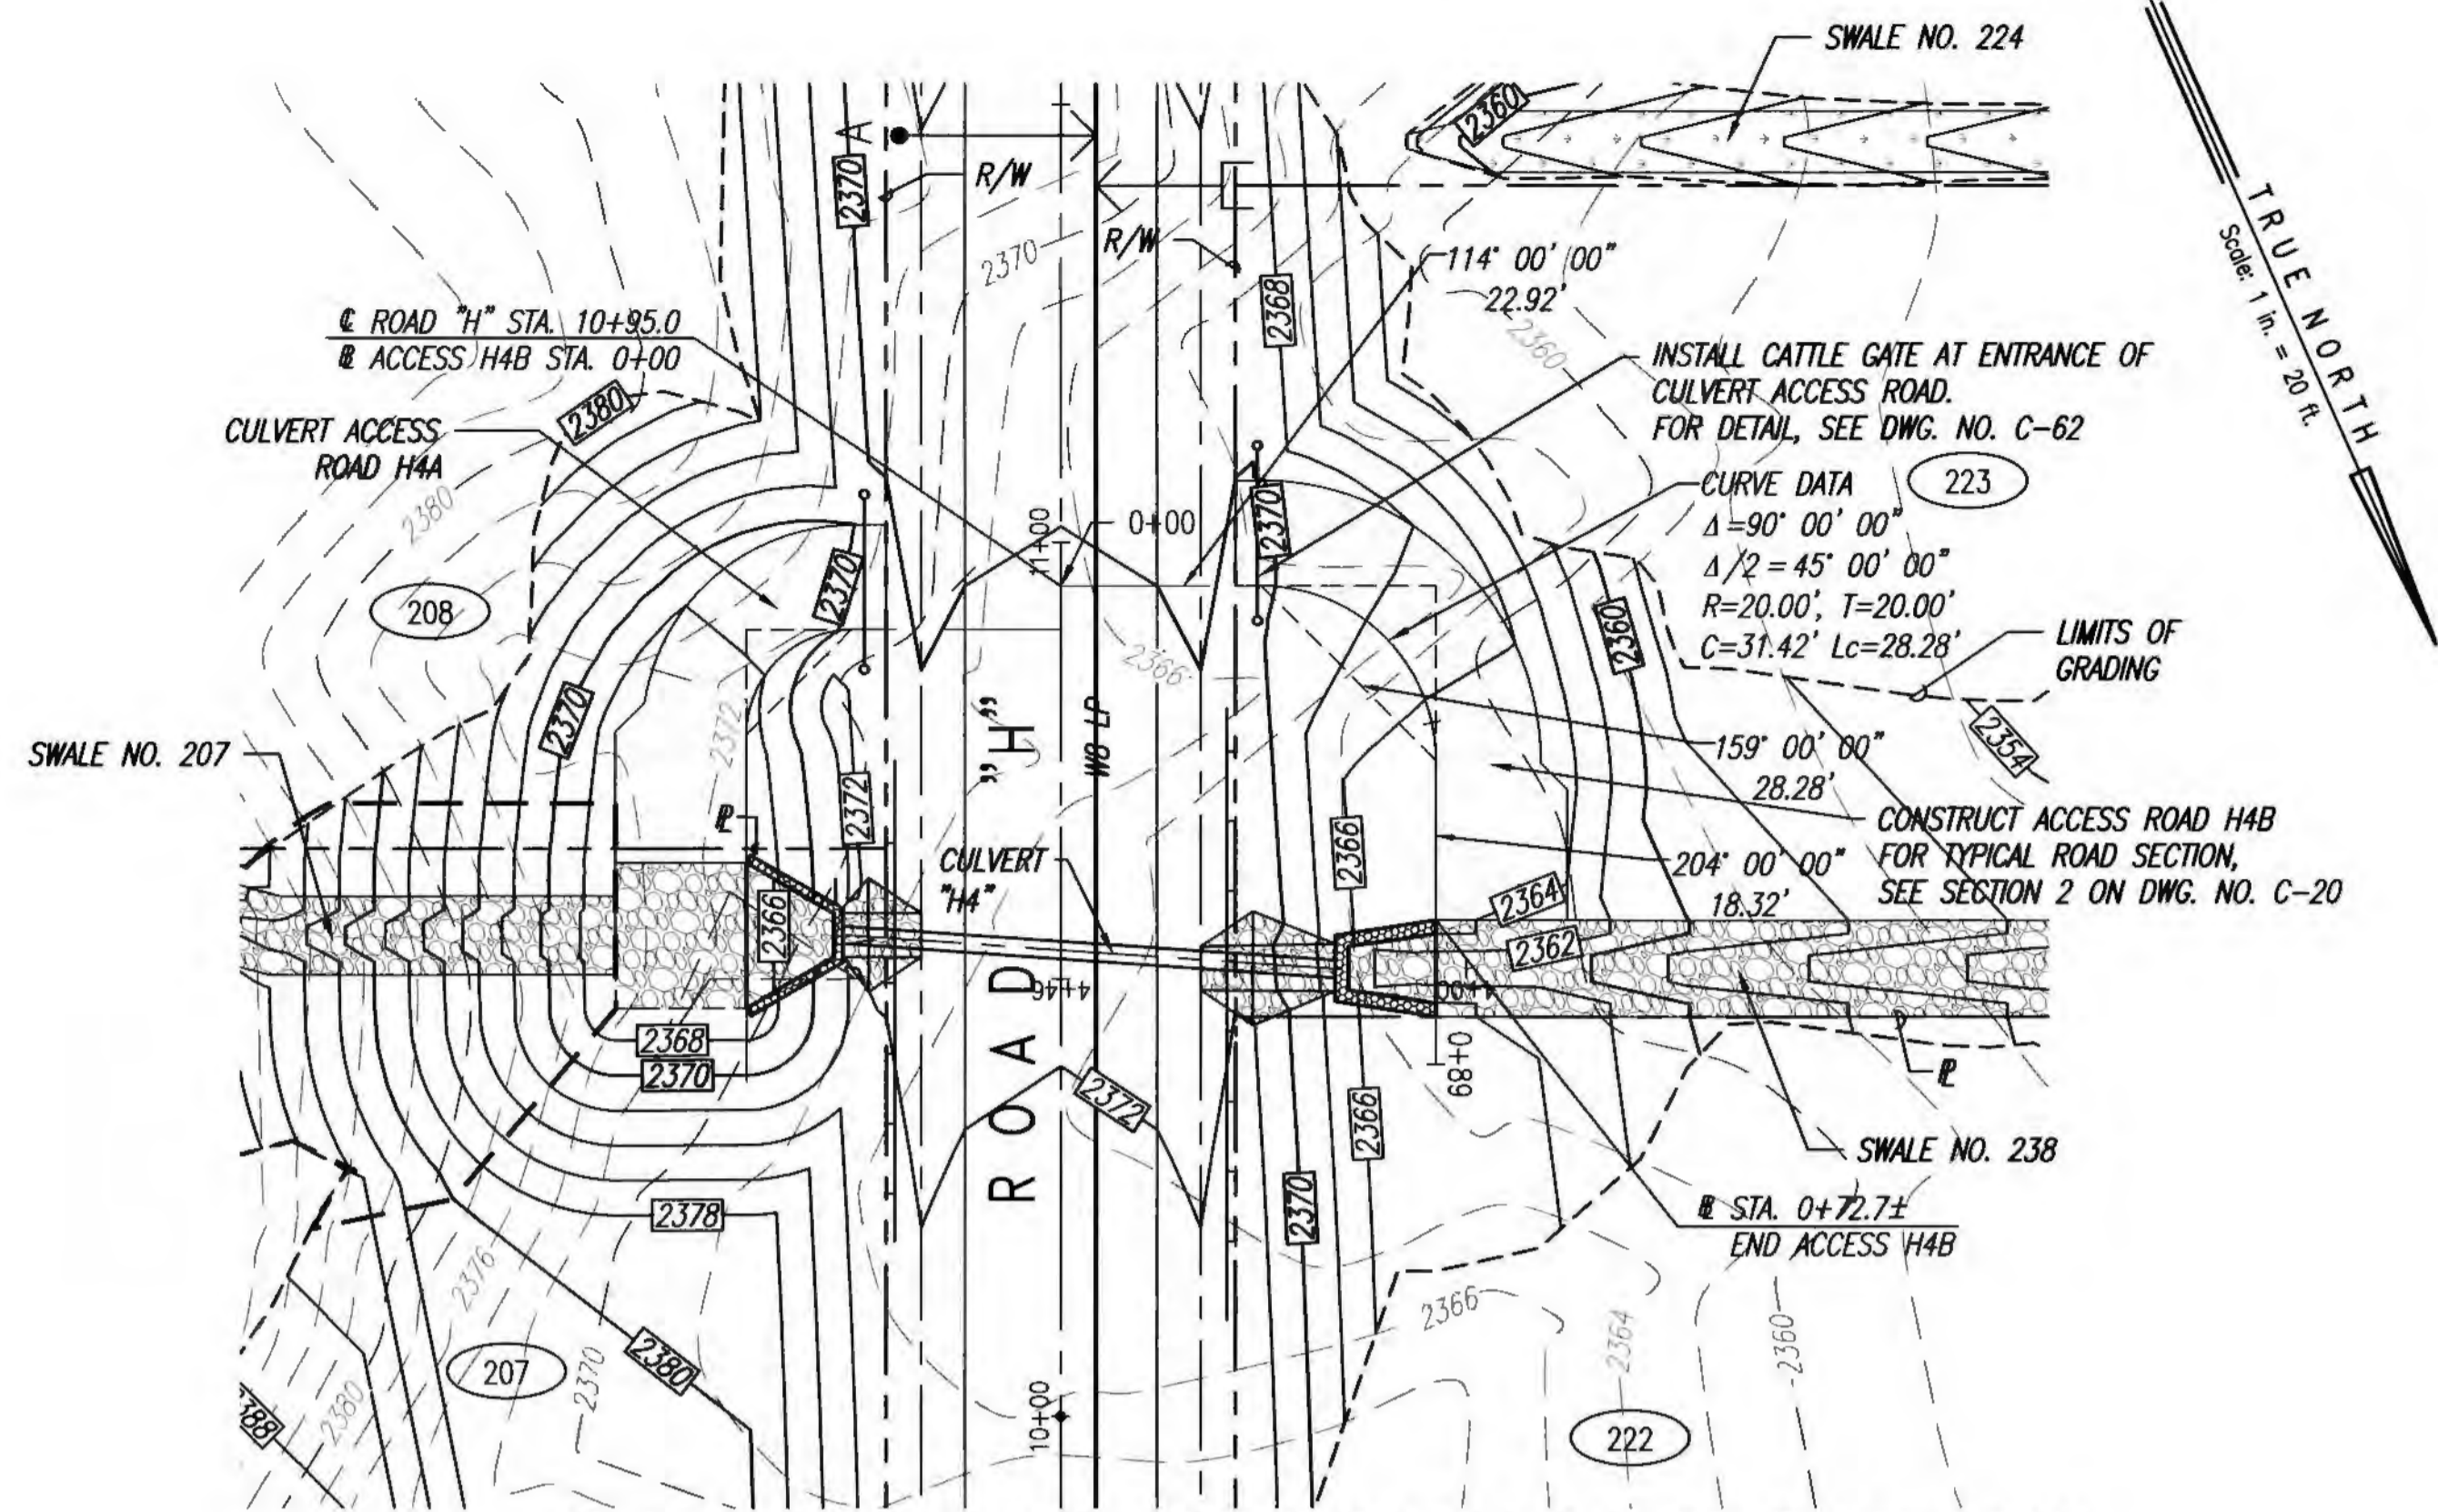 SWALE NO. 224
TRUE NORTH
Scale: 1 in. = 20 ft.
2360
A
2370
R/W
R/W
2370
2368
114° 00' 00"
22.92'
2360
℄ ROAD "H" STA. 10+95.0
ACCESS H4B STA. 0+00
INSTALL CATTLE GATE AT ENTRANCE OF
CULVERT ACCESS ROAD.
FOR DETAIL, SEE DWG. NO. C-62
2380
CULVERT ACCESS
ROAD H4A
2380
223
CURVE DATA
Δ=90° 00' 00"
Δ/2=45° 00' 00"
R=20.00', T=20.00'
C=31.42' Lc=28.28'
2370
11+00
0+00
2370
208
2360
LIMITS OF
GRADING
2366
2370
2372
"H"
W8 LP
2354
SWALE NO. 207
159° 00' 00"
28.28'
2372
CONSTRUCT ACCESS ROAD H4B
FOR TYPICAL ROAD SECTION,
SEE SECTION 2 ON DWG. NO. C-20
2366
CULVERT
"H4"
204° 00' 00"
18.32'
2364
2366
2362
4+46
4+00
2368
2370
ROAD
2372
0+69
2366
SWALE NO. 238
2378
2370
STA. 0+72.7±
END ACCESS H4B
2376
2366
2364
2360
2380
207
2370
2380
2388
10+00
222